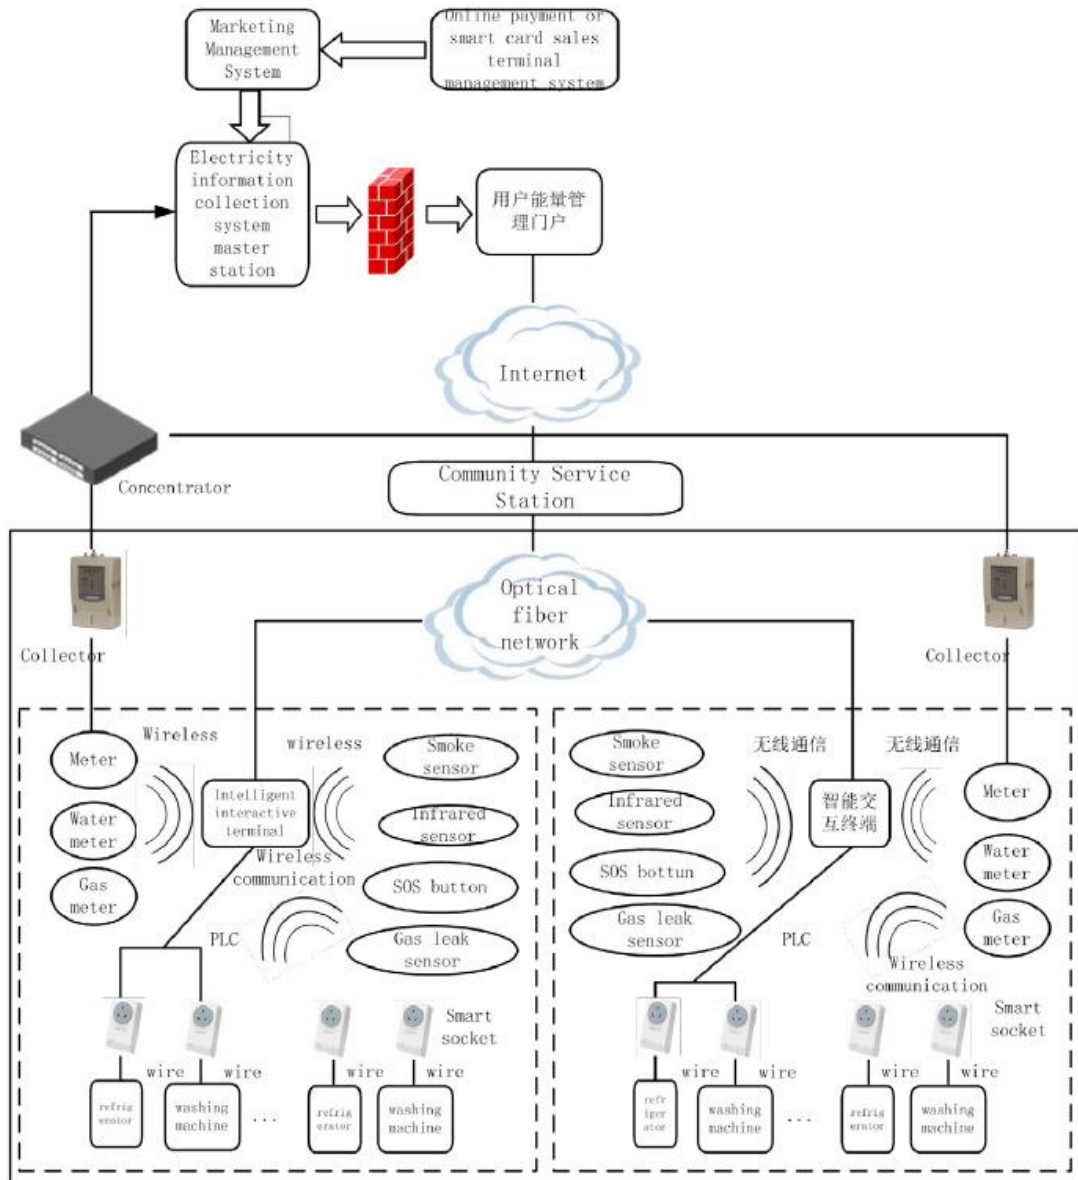 Marketing
Management
System
Online payment or
smart card sales
terminal
management system
Electricity
information
collection
system
master
station
用户能量管
理门户
Internet
Concentrator
Community Service
Station
Optical
fiber
network
Collector
Collector
Wireless
wireless
Meter
Water
meter
Gas
meter
Intelligent
interactive
terminal
Wireless
communication
Smoke
sensor
Infrared
sensor
SOS button
Gas leak
sensor
PLC
Smart
socket
wire
wire
wire
wire
refrig
erator
washing
machine
...
refrig
erator
washing
machine
Smoke
sensor
Infrared
sensor
SOS bottun
Gas leak
sensor
无线通信
无线通信
智能交
互终端
Meter
Water
meter
Gas
meter
PLC
Wireless
communication
Smart
socket
wire
wire
wire
wire
refr
iger
ator
washing
machine
...
refrig
erator
washing
machine